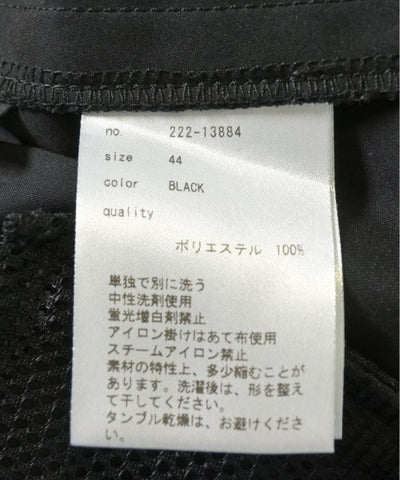 no. 222-13884
size 44
color BLACK
quality
ポリエステル 100%
単独で別に洗う
中性洗剤使用
蛍光増白剤禁止
アイロン掛けはあて布使用
スチームアイロン禁止
素材の特性上、多少縮むことが
あります。洗濯後は、形を整え
て干してください。
タンブル乾燥は、お避けくださ
い。